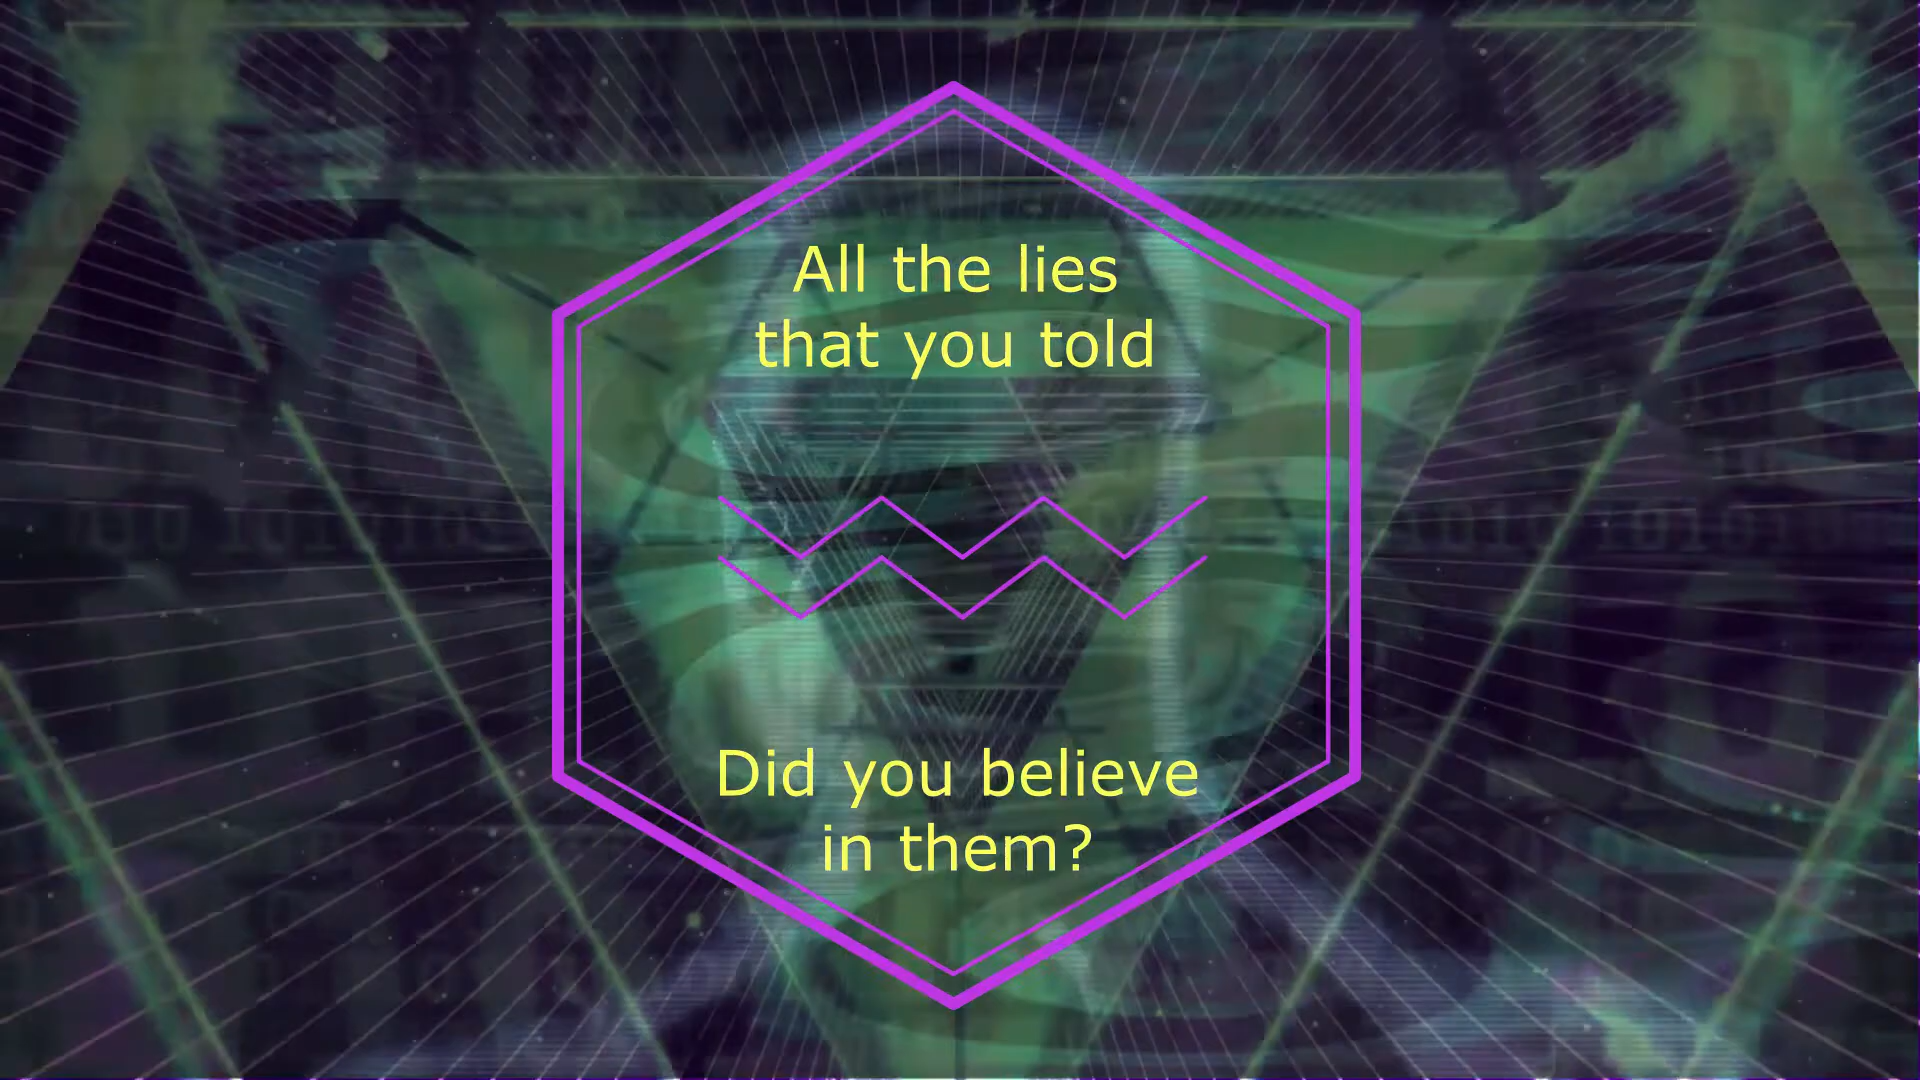 All the lies
that you told
Did you believe
in them?